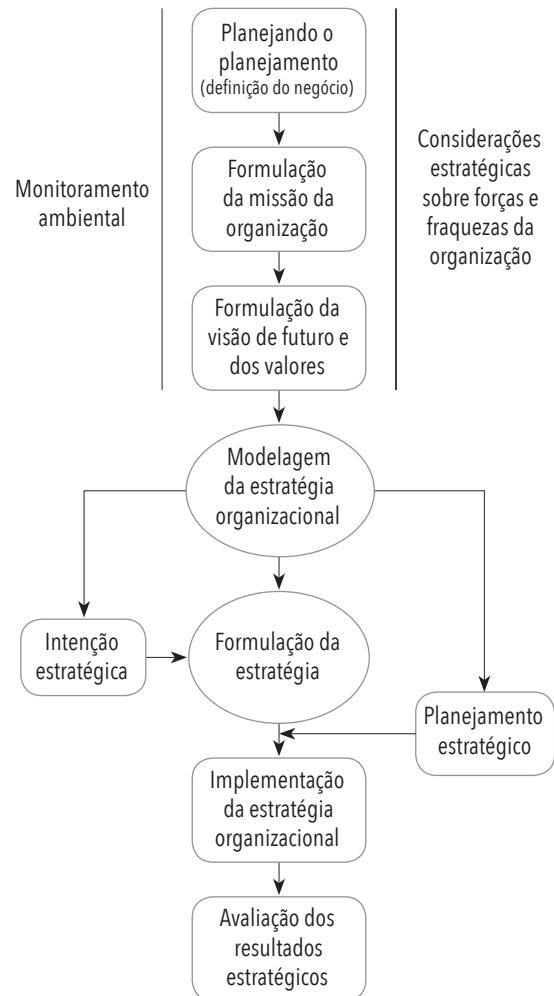 Planejando o
planejamento
(definição do negócio)
Monitoramento
ambiental
Formulação
da missão da
organização
Considerações
estratégicas
sobre forças e
fraquezas da
organização
Formulação da
visão de futuro e
dos valores
Modelagem
da estratégia
organizacional
Intenção
estratégica
Formulação da
estratégia
Planejamento
estratégico
Implementação
da estratégia
organizacional
Avaliação dos
resultados
estratégicos